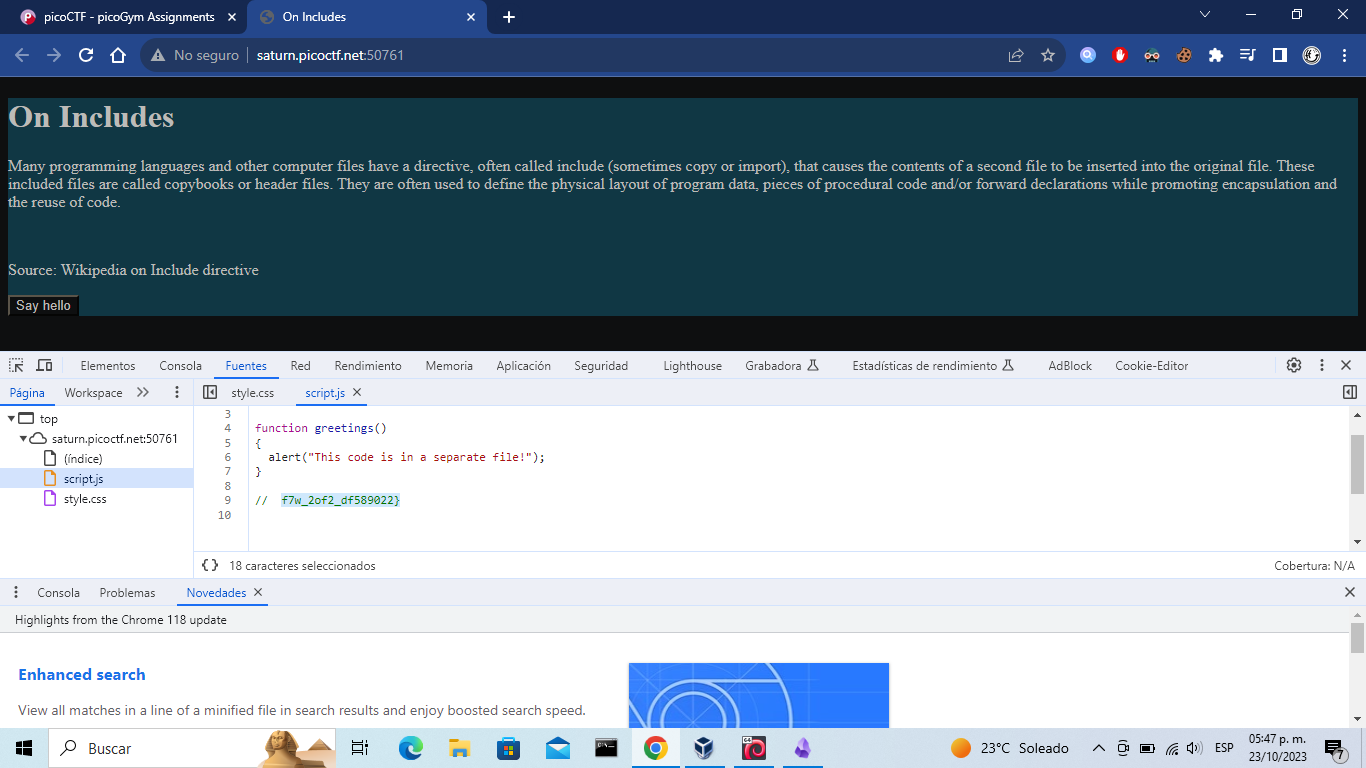 picoCTF - picoGym Assignments
On Includes
No seguro
saturn.picoctf.net:50761
On Includes
Many programming languages and other computer files have a directive, often called include (sometimes copy or import), that causes the contents of a second file to be inserted into the original file. These
included files are called copybooks or header files. They are often used to define the physical layout of program data, pieces of procedural code and/or forward declarations while promoting encapsulation and
the reuse of code.
Source: Wikipedia on Include directive
Say hello
Elementos Consola Fuentes Red Rendimiento Memoria Aplicación Seguridad Lighthouse Grabadora Estadísticas de rendimiento AdBlock Cookie-Editor
Página Workspace
style.css script.js
top
saturn.picoctf.net:50761
(índice)
script.js
style.css
3
4 function greetings()
5 {
6 alert("This code is in a separate file!");
7 }
8
9 // f7w_2of2_df589022}
10
{} 18 caracteres seleccionados
Cobertura: N/A
Consola Problemas Novedades
Highlights from the Chrome 118 update
Enhanced search
View all matches in a line of a minified file in search results and enjoy boosted search speed.
Buscar
64
23°C Soleado
ESP
05:47 p. m.
23/10/2023
7